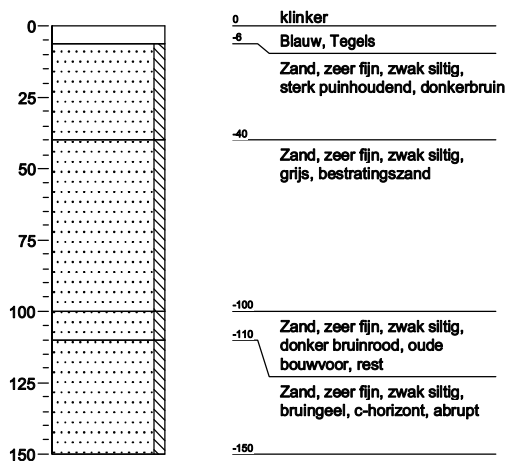 0
klinker
-6
Blauw, Tegels
Zand, zeer fijn, zwak siltig,
sterk puinhoudend, donkerbruin
-40
Zand, zeer fijn, zwak siltig,
grijs, bestratingszand
-100
Zand, zeer fijn, zwak siltig,
donker bruinrood, oude
bouwvoor, rest
-110
Zand, zeer fijn, zwak siltig,
bruingeel, c-horizont, abrupt
-150
0
25
50
75
100
125
150